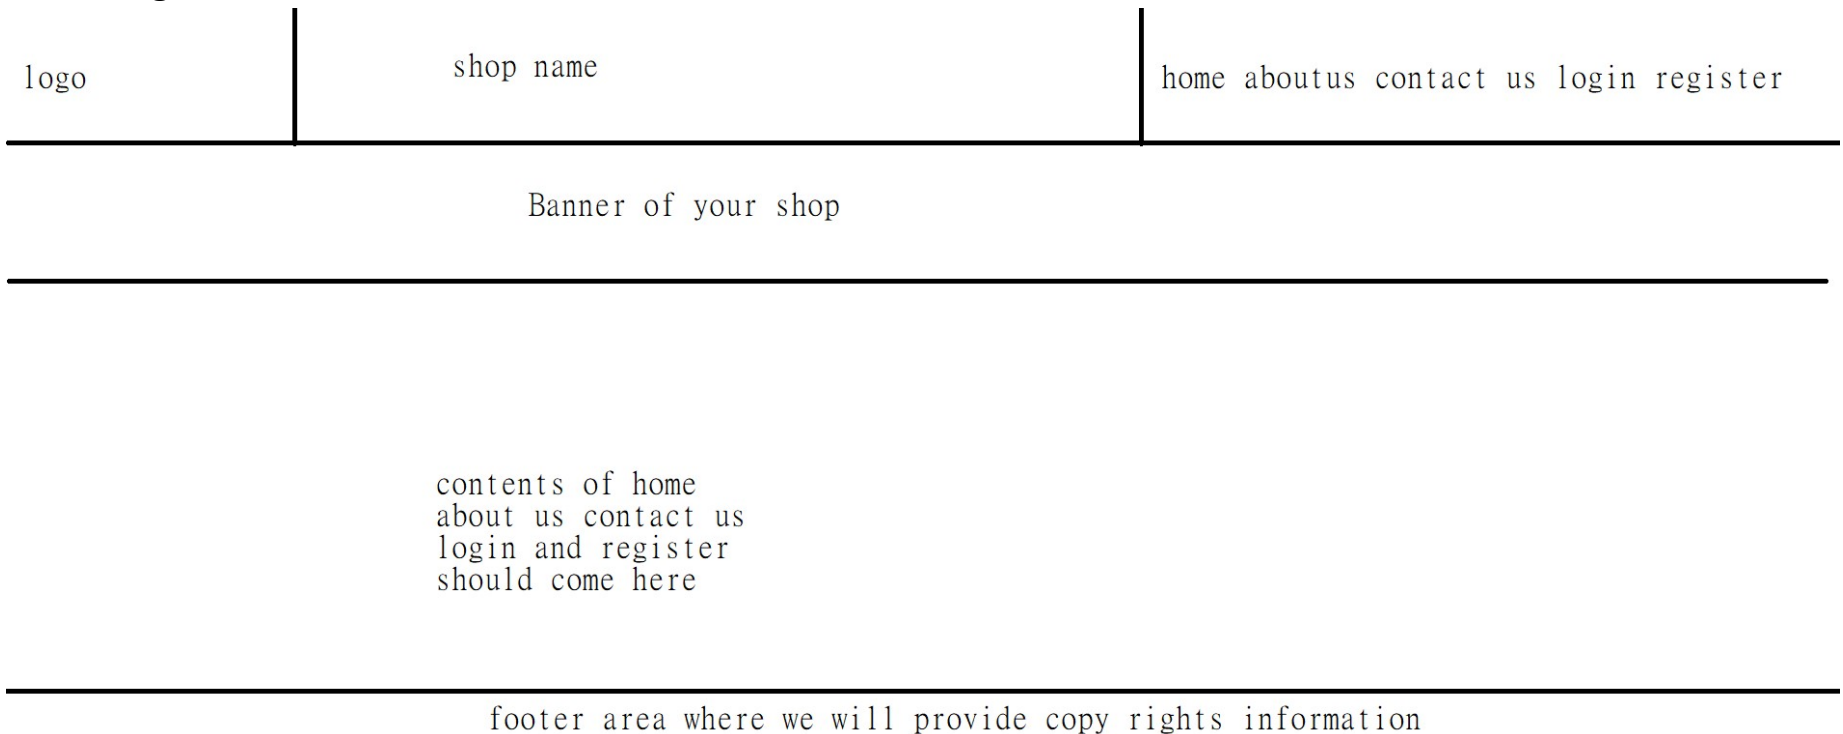 logo
shop name
home aboutus contact us login register
Banner of your shop
contents of home
about us contact us
login and register
should come here
footer area where we will provide copy rights information